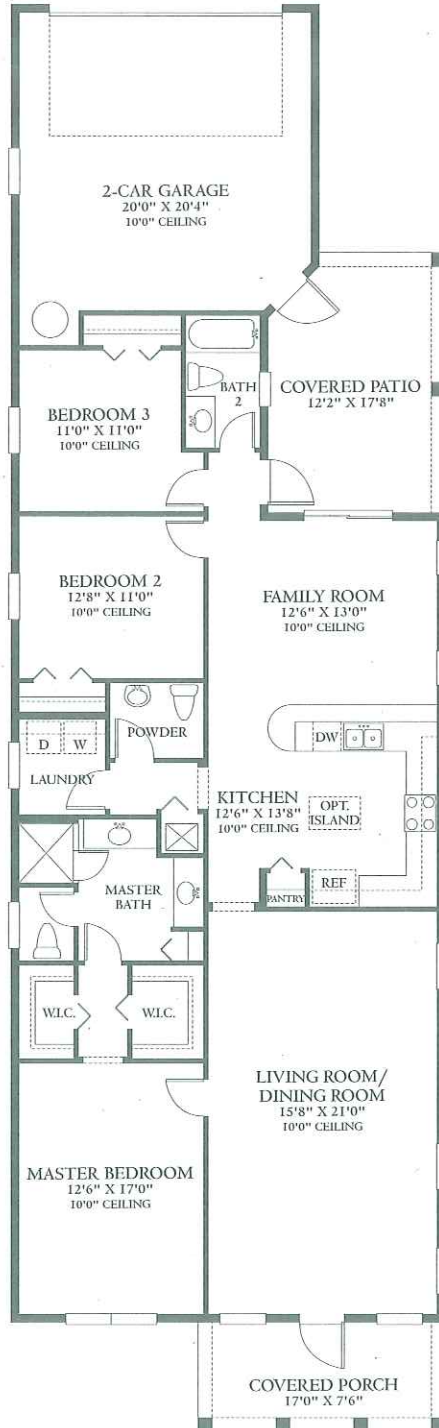 2-CAR GARAGE
20'0" X 20'4"
10'0" CEILING
BATH
2
COVERED PATIO
12'2" X 17'8"
BEDROOM 3
11'0" X 11'0"
10'0" CEILING
BEDROOM 2
12'8" X 11'0"
10'0" CEILING
FAMILY ROOM
12'6" X 13'0"
10'0" CEILING
POWDER
D W
LAUNDRY
DW
KITCHEN
12'6" X 13'8"
10'0" CEILING
OPT.
ISLAND
REF
PANTRY
MASTER
BATH
W.I.C.
W.I.C.
LIVING ROOM/
DINING ROOM
15'8" X 21'0"
10'0" CEILING
MASTER BEDROOM
12'6" X 17'0"
10'0" CEILING
COVERED PORCH
17'0" X 7'6"